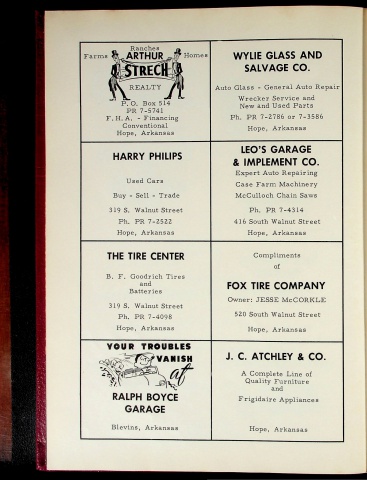 Ranches
Farms ARTHUR Homes
STRECH
REALTY
P. O. Box 514
PR 7-5741
F.H.A. - Financing
Conventional
Hope, Arkansas
WYLIE GLASS AND
SALVAGE CO.
Auto Glass - General Auto Repair
Wrecker Service and
New and Used Parts
Ph. PR 7-2786 or 7-3586
Hope, Arkansas
HARRY PHILIPS
Used Cars
Buy - Sell - Trade
319 S. Walnut Street
Ph. PR 7-2522
Hope, Arkansas
LEO'S GARAGE
& IMPLEMENT CO.
Expert Auto Repairing
Case Farm Machinery
McCulloch Chain Saws
Ph. PR 7-4314
416 South Walnut Street
Hope, Arkansas
THE TIRE CENTER
B. F. Goodrich Tires
and
Batteries
319 S. Walnut Street
Ph. PR 7-4098
Hope, Arkansas
Compliments
of
FOX TIRE COMPANY
Owner: JESSE McCORKLE
520 South Walnut Street
Hope, Arkansas
YOUR TROUBLES
VANISH
at
RALPH BOYCE
GARAGE
Blevins, Arkansas
J. C. ATCHLEY & CO.
A Complete Line of
Quality Furniture
and
Frigidaire Appliances
Hope, Arkansas